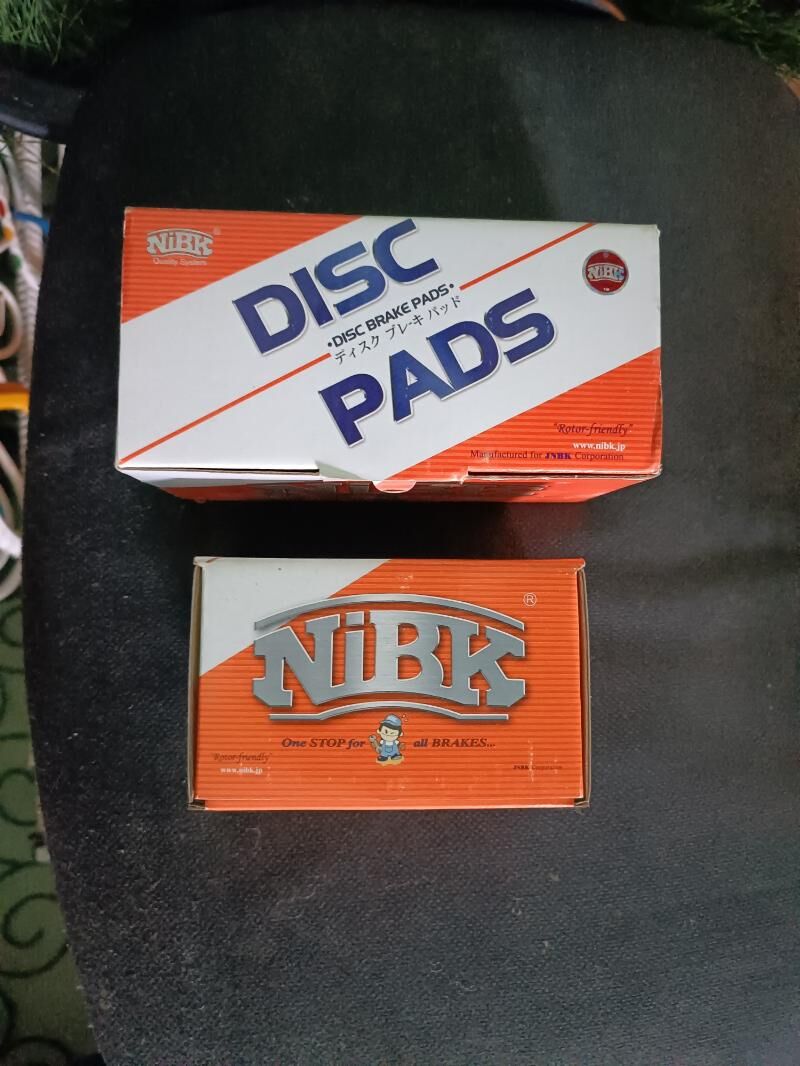 NiBK®
Quality System
DISC
•DISC BRAKE PADS•
ディスク ブレーキ パッド
PADS
NiBK
"Rotor-friendly"
www.nibk.jp
Manufactured for JNBK Corporation
NiBK®
One STOP for all BRAKES...
"Rotor-friendly"
www.nibk.jp
JNBK Corporation